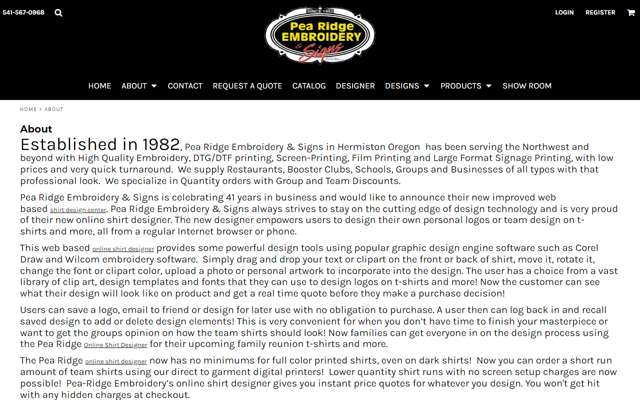 541-567-0968
LOGIN
REGISTER
SINCE 1982
Pea Ridge
EMBROIDERY
& Signs
HOME
ABOUT
CONTACT
REQUEST A QUOTE
CATALOG
DESIGNER
DESIGNS
PRODUCTS
SHOW ROOM
HOME > ABOUT
About
Established in 1982, Pea Ridge Embroidery & Signs in Hermiston Oregon has been serving the Northwest and
beyond with High Quality Embroidery, DTG/DTF printing, Screen-Printing, Film Printing and Large Format Signage Printing, with low
prices and very quick turnaround. We supply Restaurants, Booster Clubs, Schools, Groups and Businesses of all types with that
professional look. We specialize in Quantity orders with Group and Team Discounts.
Pea Ridge Embroidery & Signs is celebrating 41 years in business and would like to announce their new improved web
based shirt design-center. Pea Ridge Embroidery & Signs always strives to stay on the cutting edge of design technology and is very proud
of their new online shirt designer. The new designer empowers users to design their own personal logos or team design on t-
shirts and more, all from a regular Internet browser or phone.
This web based online shirt designer provides some powerful design tools using popular graphic design engine software such as Corel
Draw and Wilcom embroidery software. Simply drag and drop your text or clipart on the front or back of shirt, move it, rotate it,
change the font or clipart color, upload a photo or personal artwork to incorporate into the design. The user has a choice from a vast
library of clip art, design templates and fonts that they can use to design logos on t-shirts and more! Now the customer can see
what their design will look like on product and get a real time quote before they make a purchase decision!
Users can save a logo, email to friend or design for later use with no obligation to purchase. A user then can log back in and recall
saved design to add or delete design elements! This is very convenient for when you don't have time to finish your masterpiece or
want to get the groups opinion on how the team shirts should look! Now families can get everyone in on the design process using
the Pea Ridge Online Shirt Designer for their upcoming family reunion t-shirts and more.
The Pea Ridge online shirt designer now has no minimums for full color printed shirts, even on dark shirts! Now you can order a short run
amount of team shirts using our direct to garment digital printers! Lower quantity shirt runs with no screen setup charges are now
possible! Pea-Ridge Embroidery's online shirt designer gives you instant price quotes for whatever you design. You won't get hit
with any hidden charges at checkout.